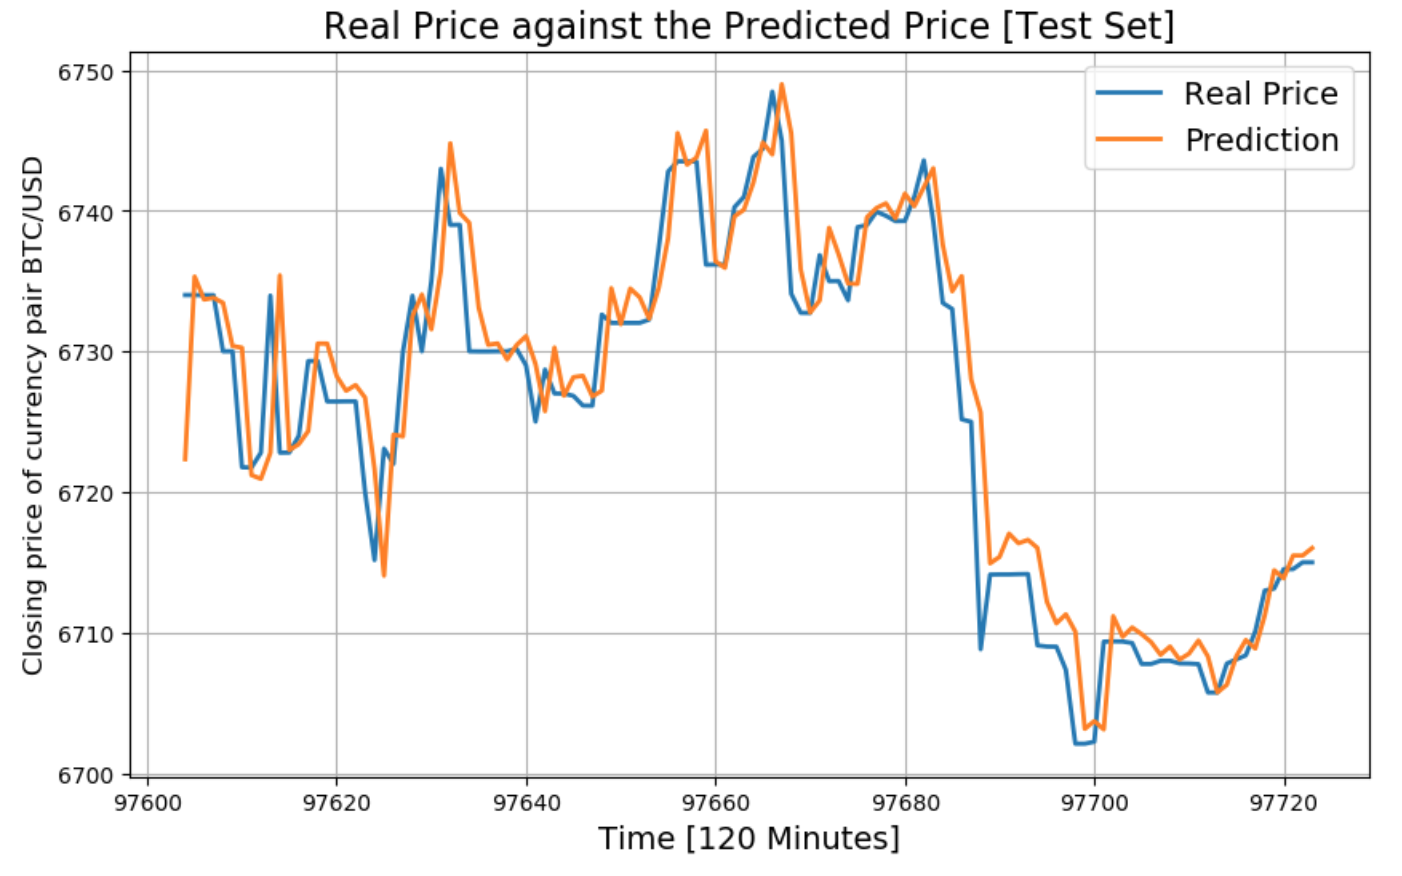 Real Price against the Predicted Price [Test Set]
Real Price
Prediction
Closing price of currency pair BTC/USD
6750
6740
6730
6720
6710
6700
97600 97620 97640 97660 97680 97700 97720
Time [120 Minutes]